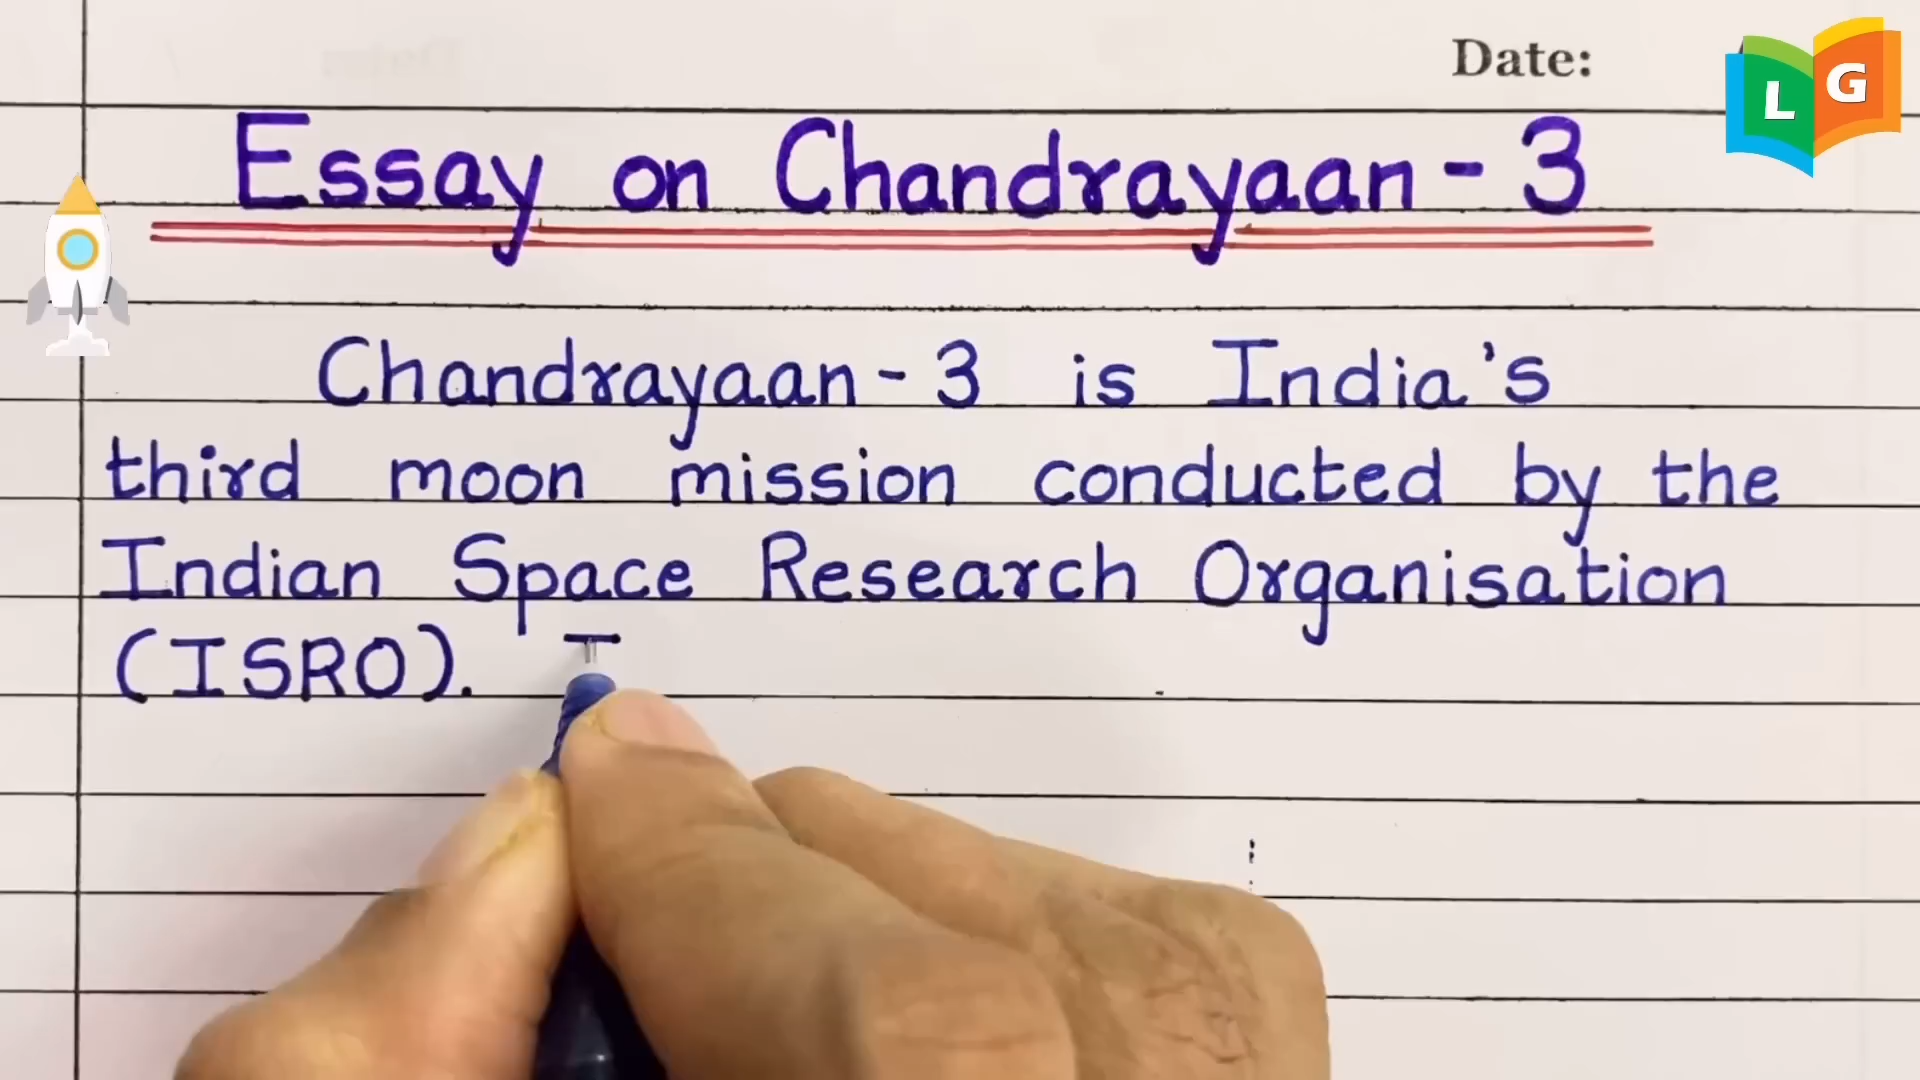 Date:
L G
Essay on Chandrayaan - 3
Chandrayaan - 3 is India's
third moon mission conducted by the
Indian Space Research Organisation
(ISRO). T